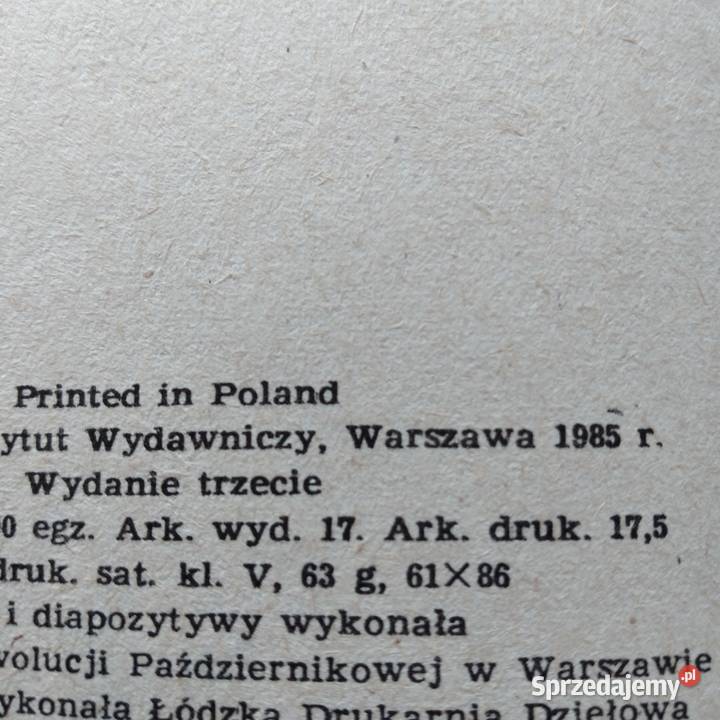 Printed in Poland
ytut Wydawniczy, Warszawa 1985 r.
Wydanie trzecie
0 egz. Ark. wyd. 17. Ark. druk. 17,5
druk. sat. kl. V, 63 g, 61×86
i diapozytywy wykonała
wolucji Październikowej w Warszawie
ykonała Łódzka Drukarnia Dziełowa
Sprzedajemy.pl